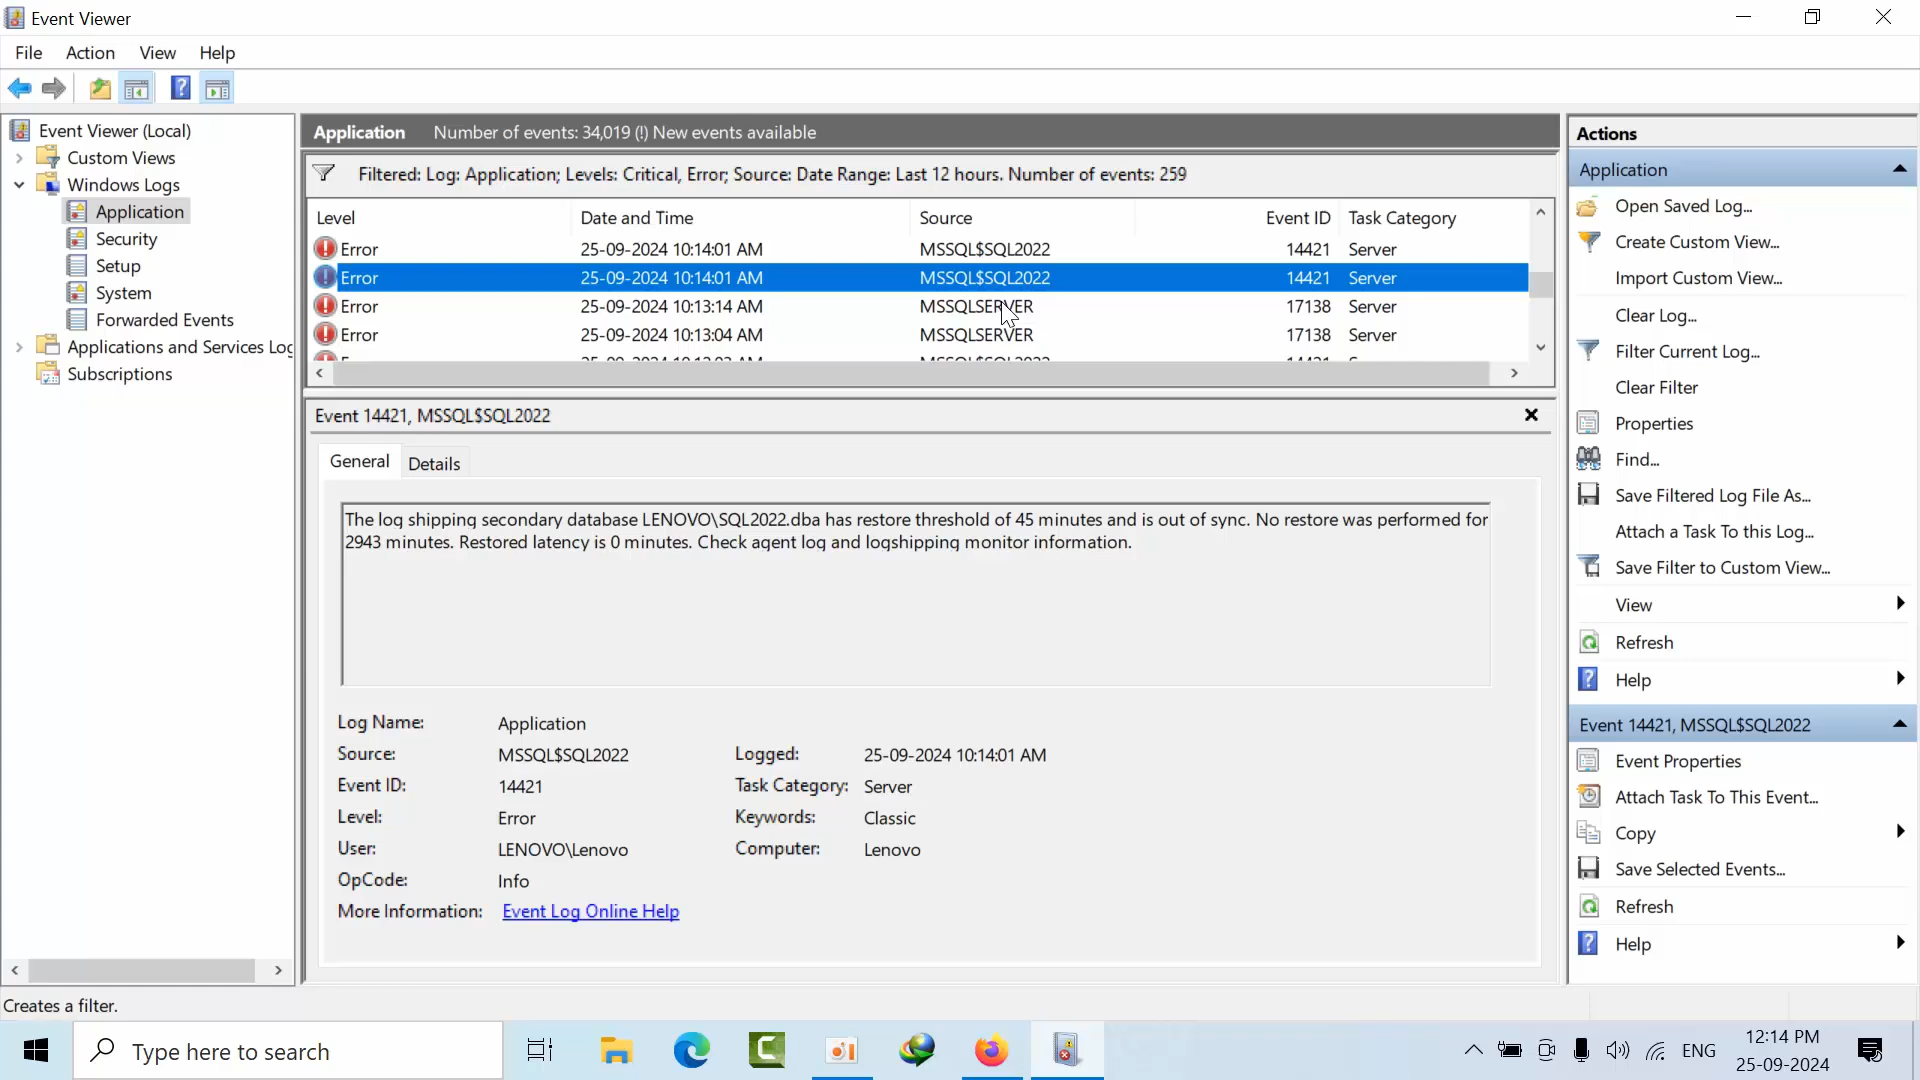 Event Viewer
File Action View Help
Event Viewer (Local)
Custom Views
Windows Logs
Application
Security
Setup
System
Forwarded Events
Applications and Services Log
Subscriptions
Application Number of events: 34,019 (!) New events available
Filtered: Log: Application; Levels: Critical, Error; Source: Date Range: Last 12 hours. Number of events: 259
Level Date and Time Source Event ID Task Category
Error 25-09-2024 10:14:01 AM MSSQL$SQL2022 14421 Server
Error 25-09-2024 10:14:01 AM MSSQL$SQL2022 14421 Server
Error 25-09-2024 10:13:14 AM MSSQLSERVER 17138 Server
Error 25-09-2024 10:13:04 AM MSSQLSERVER 17138 Server
Event 14421, MSSQL$SQL2022
General Details
The log shipping secondary database LENOVO\SQL2022.dba has restore threshold of 45 minutes and is out of sync. No restore was performed for
2943 minutes. Restored latency is 0 minutes. Check agent log and logshipping monitor information.
Log Name: Application
Source: MSSQL$SQL2022 Logged: 25-09-2024 10:14:01 AM
Event ID: 14421 Task Category: Server
Level: Error Keywords: Classic
User: LENOVO\Lenovo Computer: Lenovo
OpCode: Info
More Information: Event Log Online Help
Actions
Application
Open Saved Log...
Create Custom View...
Import Custom View...
Clear Log...
Filter Current Log...
Clear Filter
Properties
Find...
Save Filtered Log File As...
Attach a Task To this Log...
Save Filter to Custom View...
View
Refresh
Help
Event 14421, MSSQL$SQL2022
Event Properties
Attach Task To This Event...
Copy
Save Selected Events...
Refresh
Help
Creates a filter.
Type here to search
ENG
12:14 PM
25-09-2024